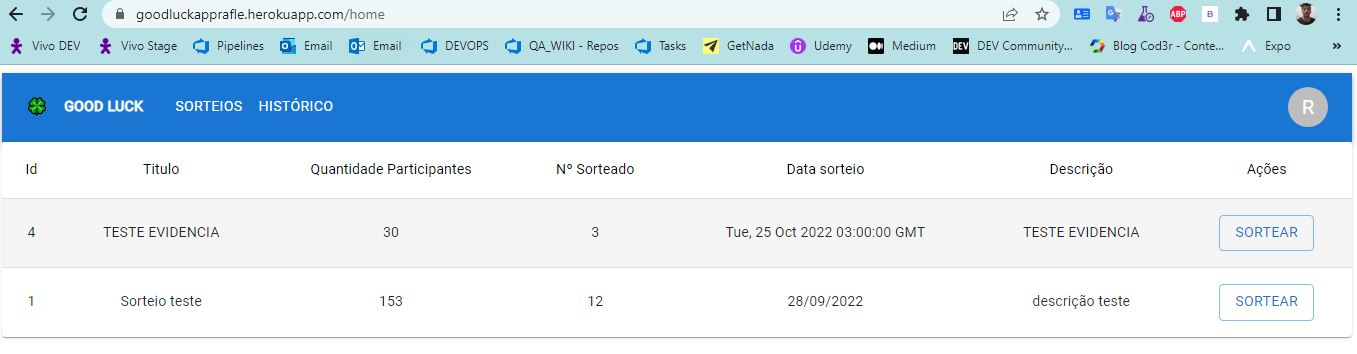 goodluckapprafle.herokuapp.com/home
ABP B
Vivo DEV Vivo Stage Pipelines Email Email DEVOPS QA_WIKI - Repos Tasks GetNada Udemy DEV Medium DEV Community... Blog Cod3r - Conte... Expo »
GOOD LUCK SORTEIOS HISTÓRICO R
Id Titulo Quantidade Participantes Nº Sorteado Data sorteio Descrição Ações
4 TESTE EVIDENCIA 30 3 Tue, 25 Oct 2022 03:00:00 GMT TESTE EVIDENCIA SORTEAR
1 Sorteio teste 153 12 28/09/2022 descrição teste SORTEAR